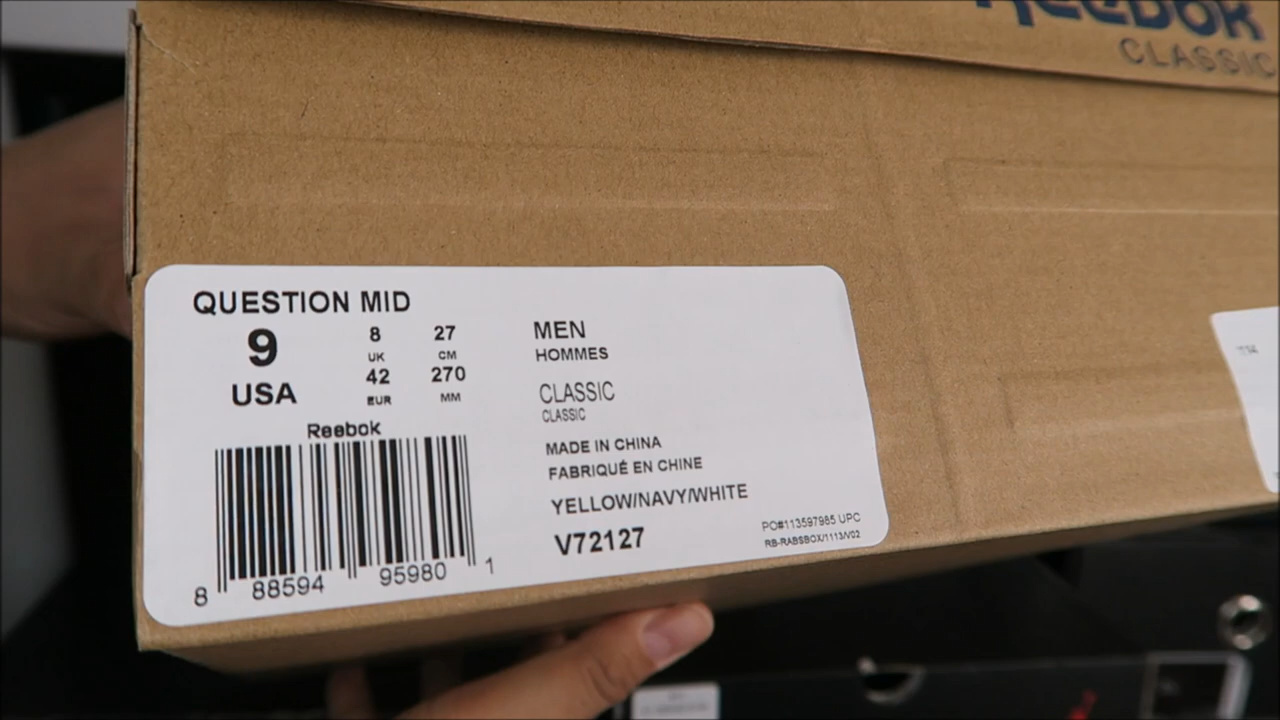 Reebok
CLASSIC
QUESTION MID
9
USA
8
UK
42
EUR
27
CM
270
MM
MEN
HOMMES
CLASSIC
CLASSIC
MADE IN CHINA
FABRIQUÉ EN CHINE
YELLOW/NAVY/WHITE
V72127
PO#113597985 UPC
RB-RABSBOX/1113/V02
Reebok
8 88594 95980 1